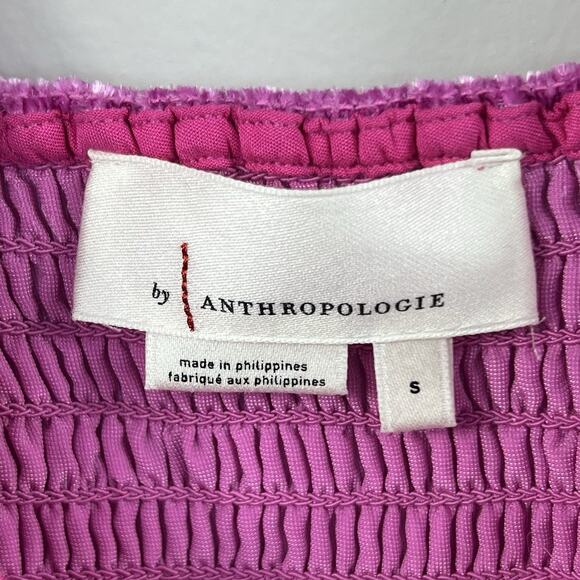 by ANTHROPOLOGIE
made in philippines
fabriqué aux philippines
S